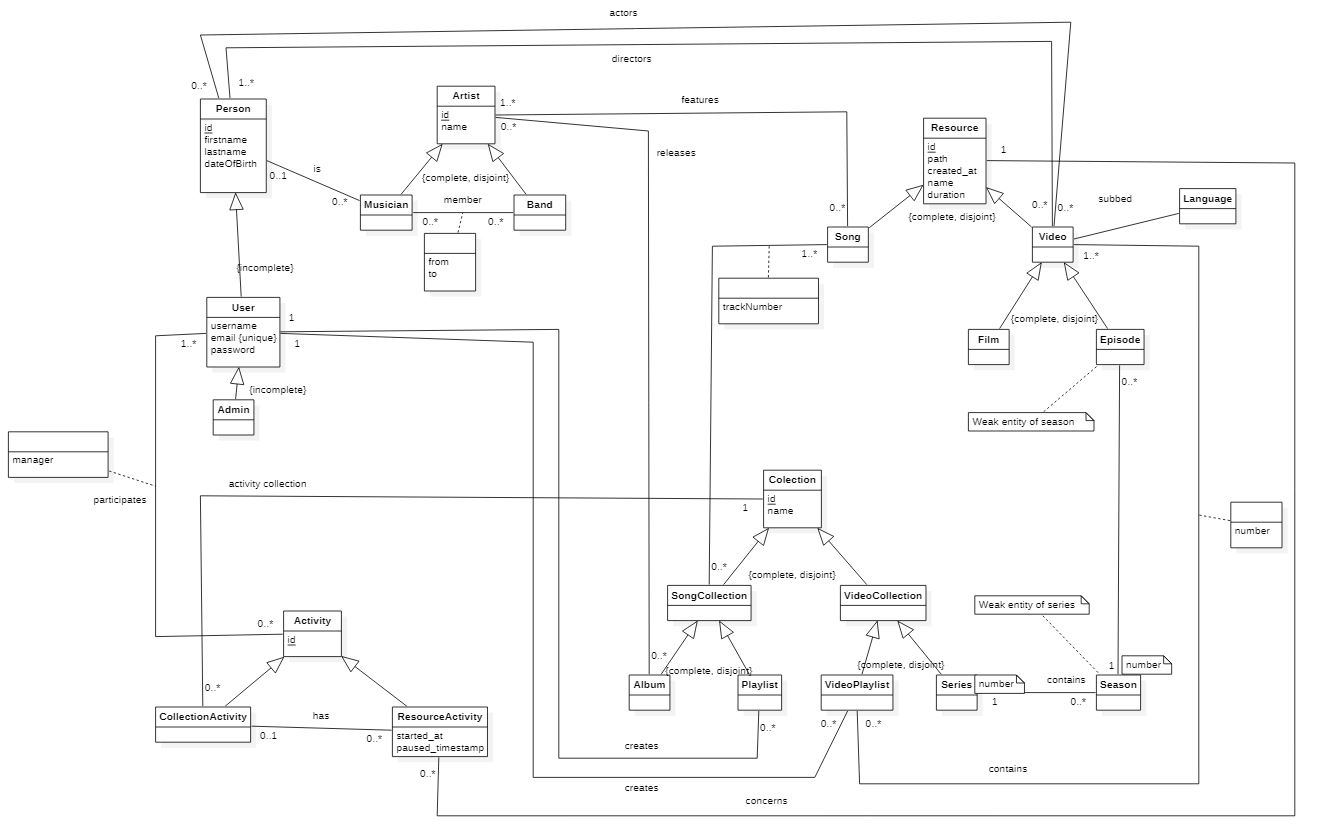 actors
directors
0..*
1..*
Person
id
firstname
lastname
dateOfBirth
0..1
is
0..*
Artist
id
name
1..*
0..*
features
releases
{complete, disjoint}
Musician
member
Band
0..*
0..*
from
to
Resource
id
path
created_at
name
duration
1
{complete, disjoint}
0..*
Song
1..*
trackNumber
0..*
0..*
subbed
Language
Video
1..*
{complete, disjoint}
Film
Episode
0..*
Weak entity of season
{incomplete}
User
username
email {unique}
password
1
1
1..*
{incomplete}
Admin
manager
participates
activity collection
Colection
id
name
1
number
0..*
{complete, disjoint}
SongCollection
VideoCollection
Weak entity of series
0..*
Activity
id
0..*
0..*
{complete, disjoint}
{complete, disjoint}
Album
Playlist
VideoPlaylist
Series
number
contains
1
number
Season
1
0..*
CollectionActivity
has
0..1
0..*
ResourceActivity
started_at
paused_timestamp
0..*
0..*
0..*
0..*
creates
contains
creates
concerns